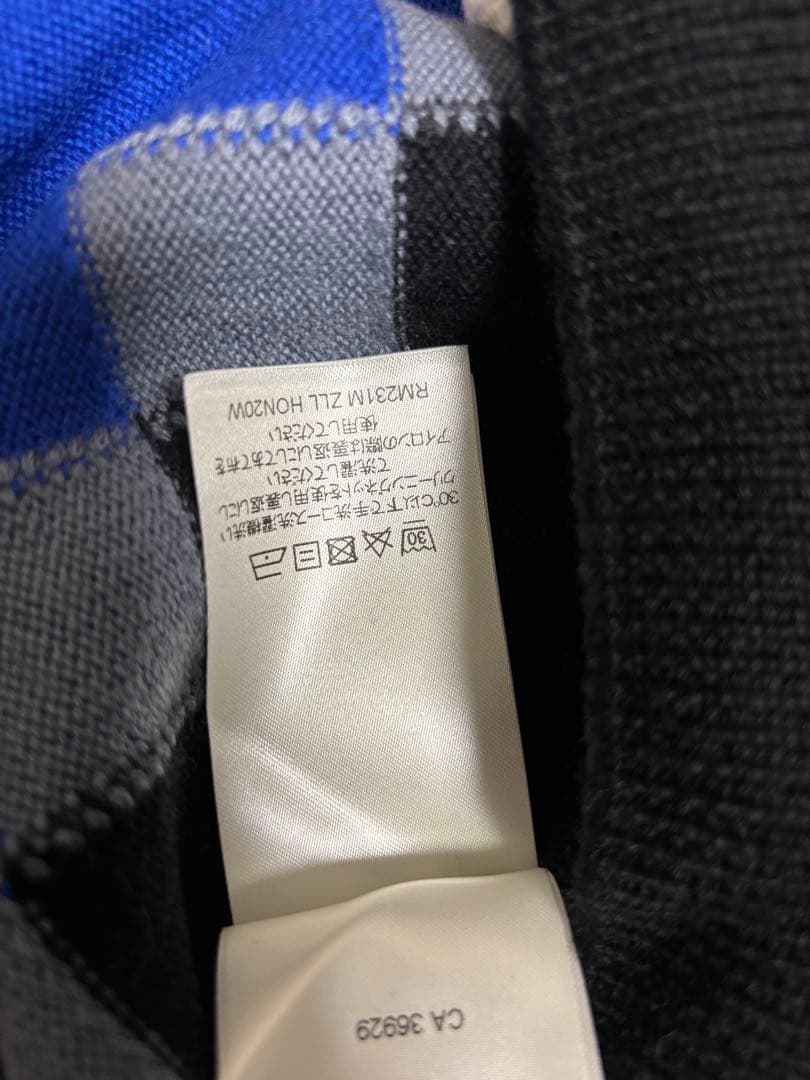 CA 36929
30
30℃以下で手洗コース洗濯機洗い
クリーニングネットを使用し裏返しにし
て洗濯してください
アイロンの際は裏返しにしてあて布を
使用してください
RM231M ZLL HON20W